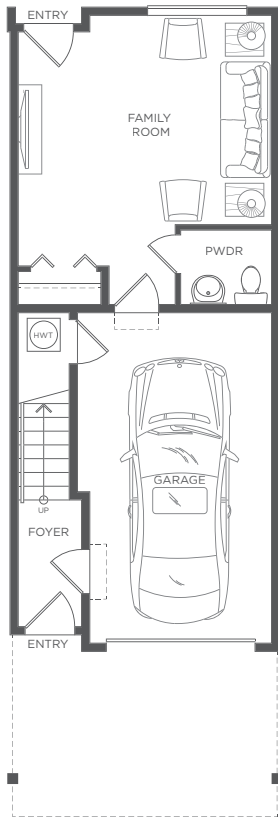 ENTRY
FAMILY
ROOM
PWDR
HWT
GARAGE
UP
FOYER
ENTRY